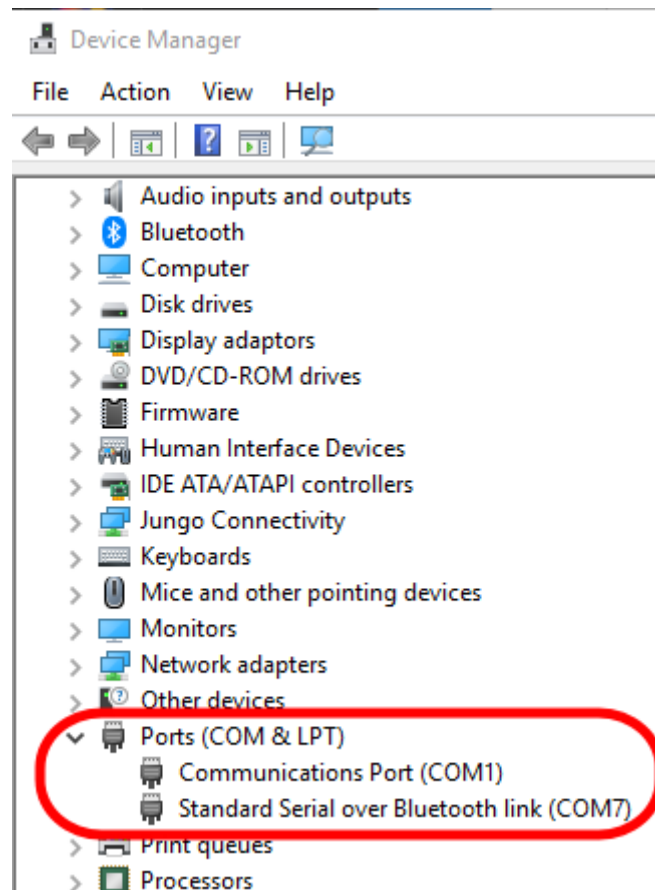 Device Manager
File Action View Help
Audio inputs and outputs
Bluetooth
Computer
Disk drives
Display adaptors
DVD/CD-ROM drives
Firmware
Human Interface Devices
IDE ATA/ATAPI controllers
Jungo Connectivity
Keyboards
Mice and other pointing devices
Monitors
Network adapters
Other devices
Ports (COM & LPT)
Communications Port (COM1)
Standard Serial over Bluetooth link (COM7)
Print queues
Processors